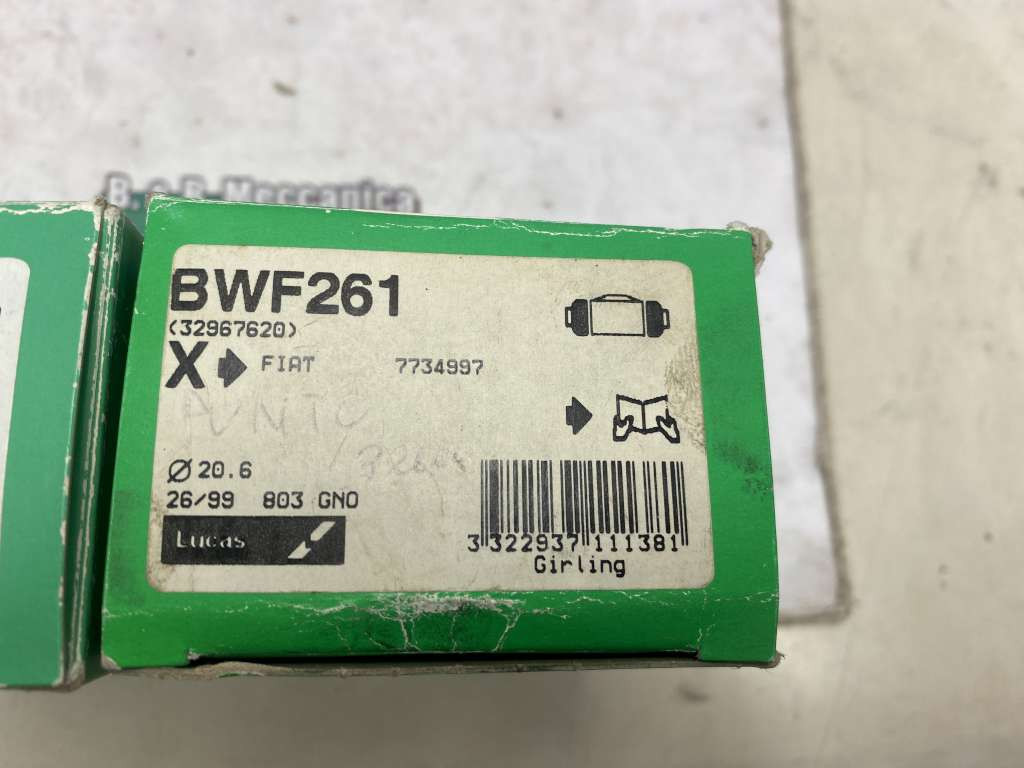 B. e B. Meccanica
BWF261
(32967620)
X FIAT 7734997
PUNTO
Ø 20.6
26/99 803 GNO
Lucas
3 322937 111381
Girling